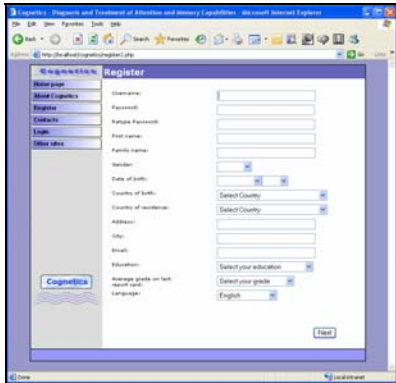 Cognetics - Diagnosis and Treatment of Attention and Memory Capabilities - Microsoft Internet Explorer
File Edit View Favorites Tools Help
Back Search Favorites
Address http://localhost/cognetics/register2.php Go Links
Cognetics
Register
Home page
About Cognetics
Register
Contacts
Login
Other sites
Username:
Password:
Retype Password:
First name:
Family name:
Gender:
Date of birth:
Country of birth: Select Country
Country of residence: Select Country
Address:
City:
Email:
Education: Select your education
Average grade on last
report card: Select your grade
Language: English
Cognetics
Next
Done Local intranet